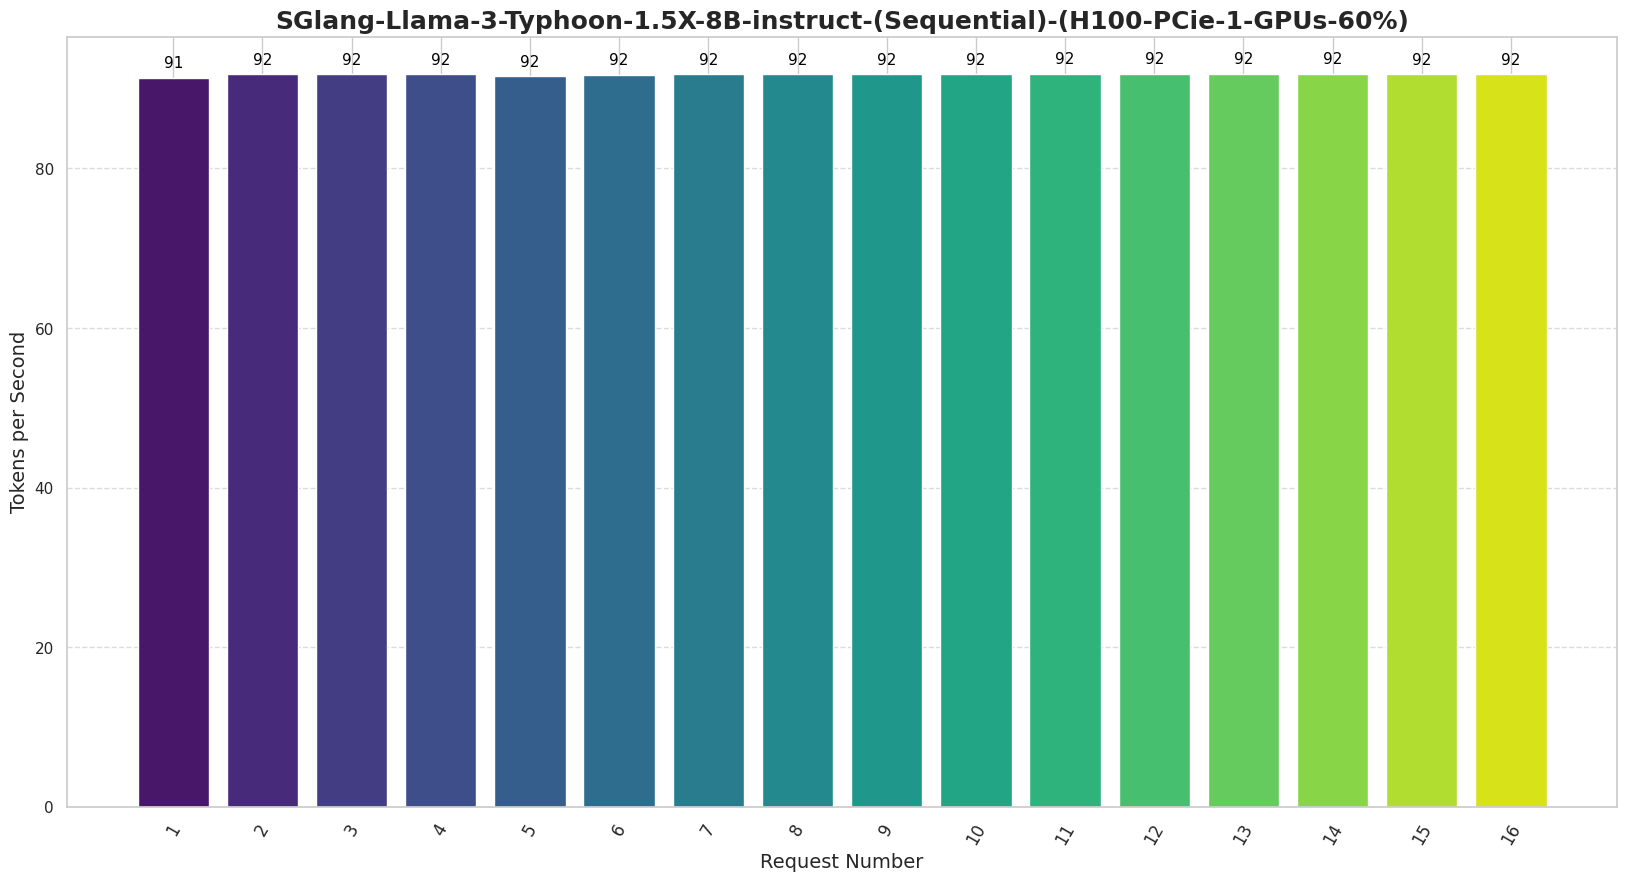 SGlang-Llama-3-Typhoon-1.5X-8B-instruct-(Sequential)-(H100-PCie-1-GPUs-60%)
91 92 92 92 92 92 92 92 92 92 92 92 92 92 92 92
80
60
40
20
0
Tokens per Second
1 2 3 4 5 6 7 8 9 10 11 12 13 14 15 16
Request Number